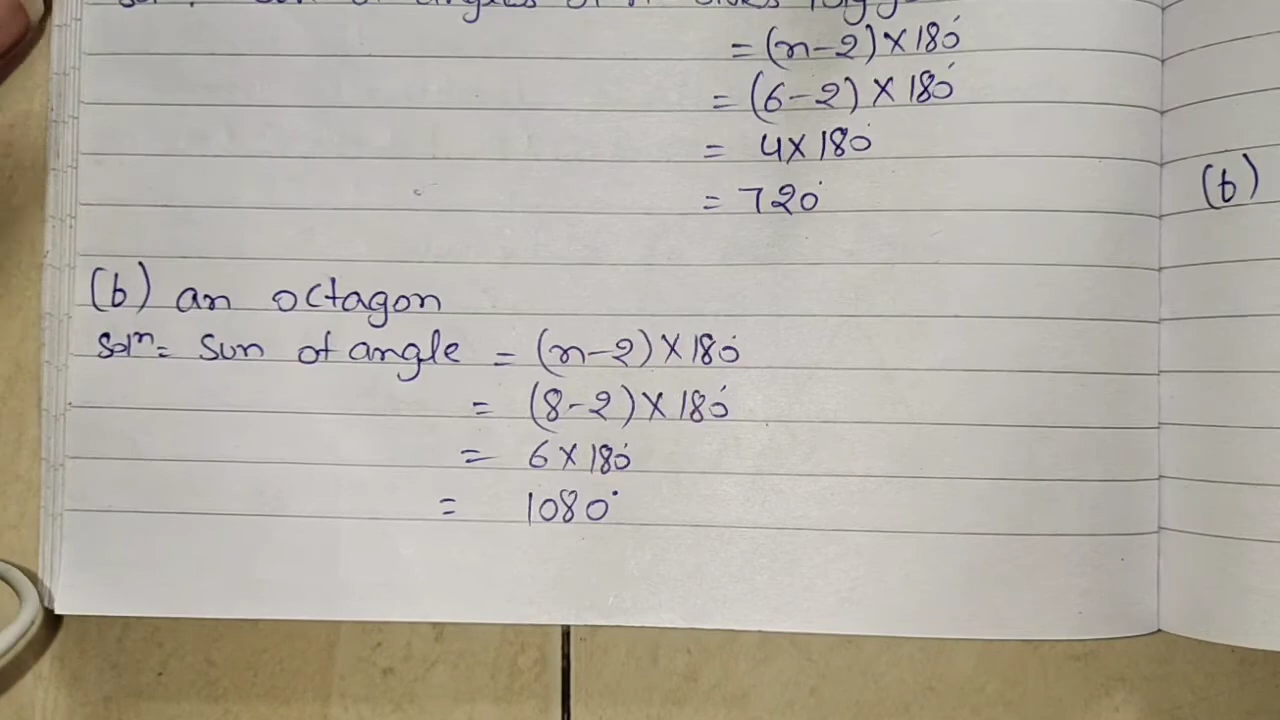 = (n-2)×180°
= (6-2) × 180°
= 4×180°
= 720°
(b) an octagon
Solⁿ= Sun of angle = (n-2)×180°
= (8-2)×180°
= 6×180°
= 1080°
(b)